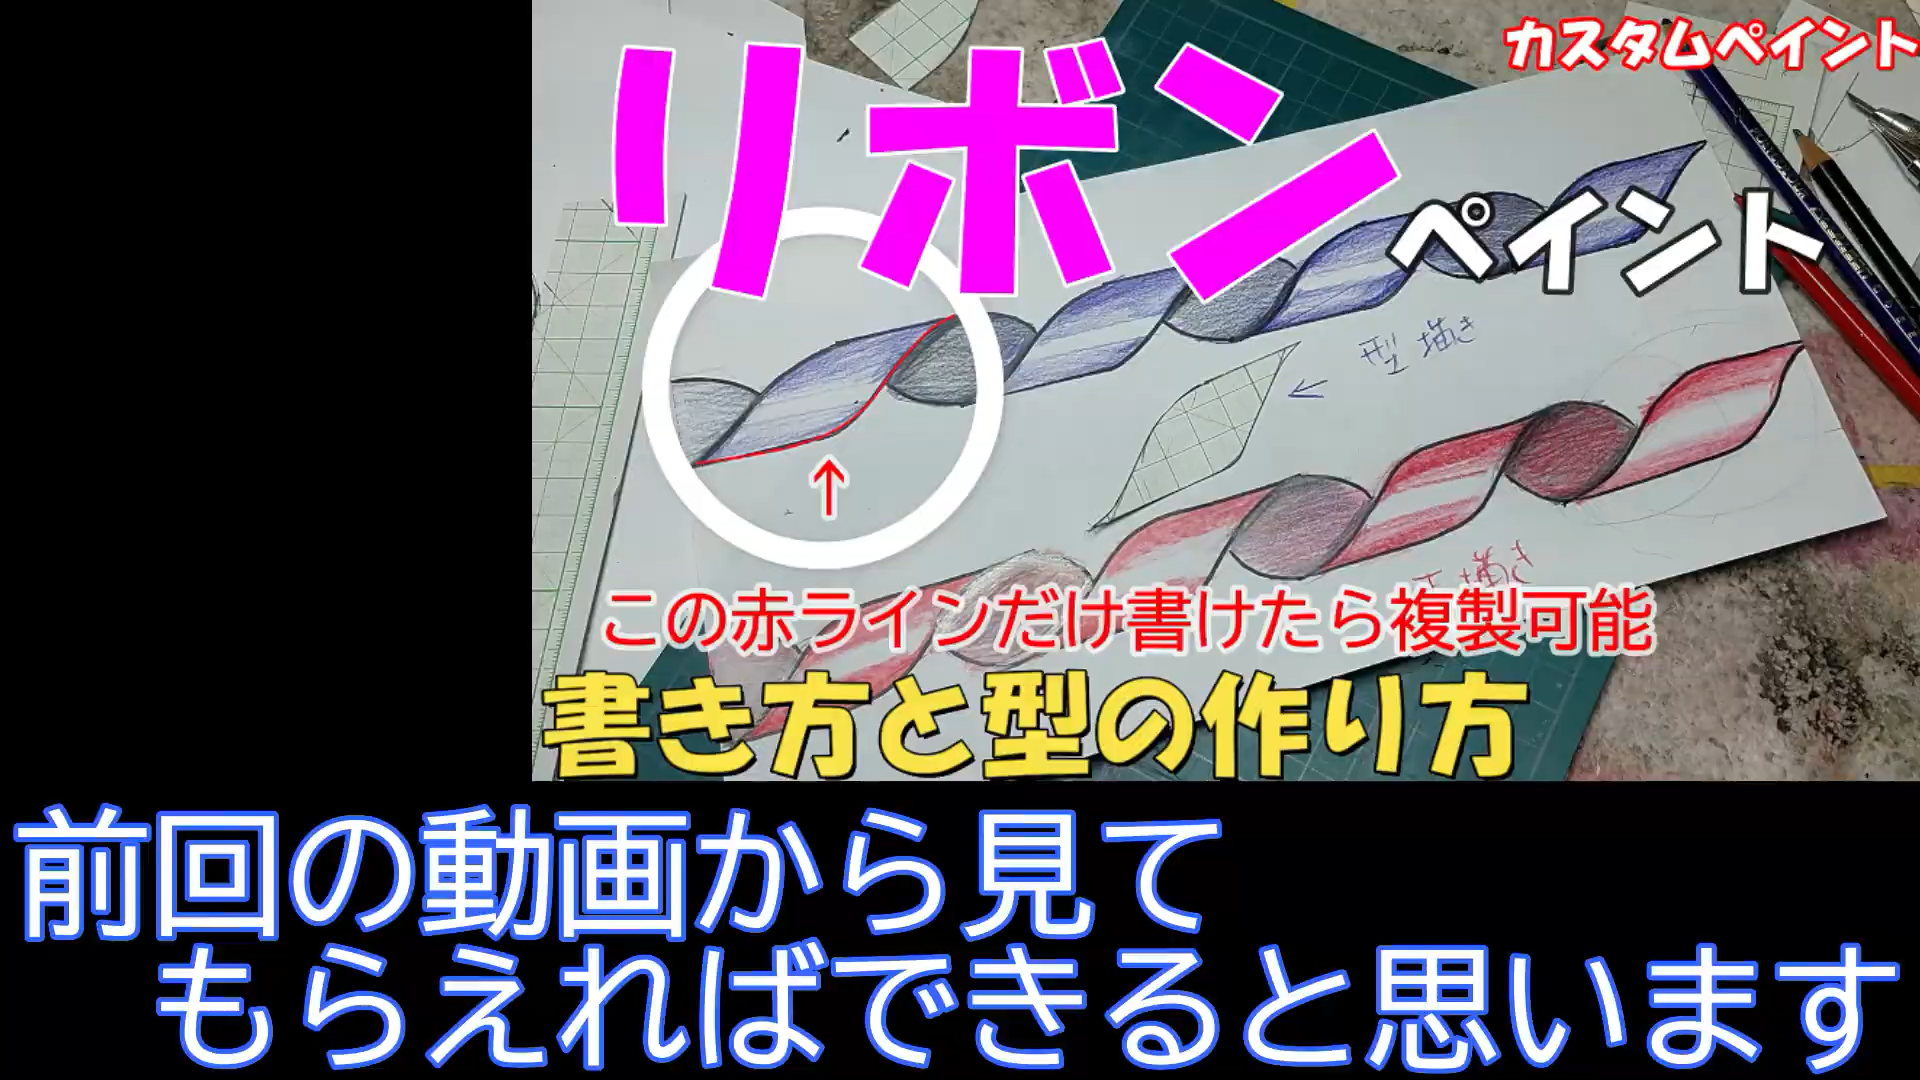 カスタムペイント
リボン
ペイント
型描き
この赤ラインだけ書けたら複製可能
書き方と型の作り方
前回の動画から見て
もらえればできると思います